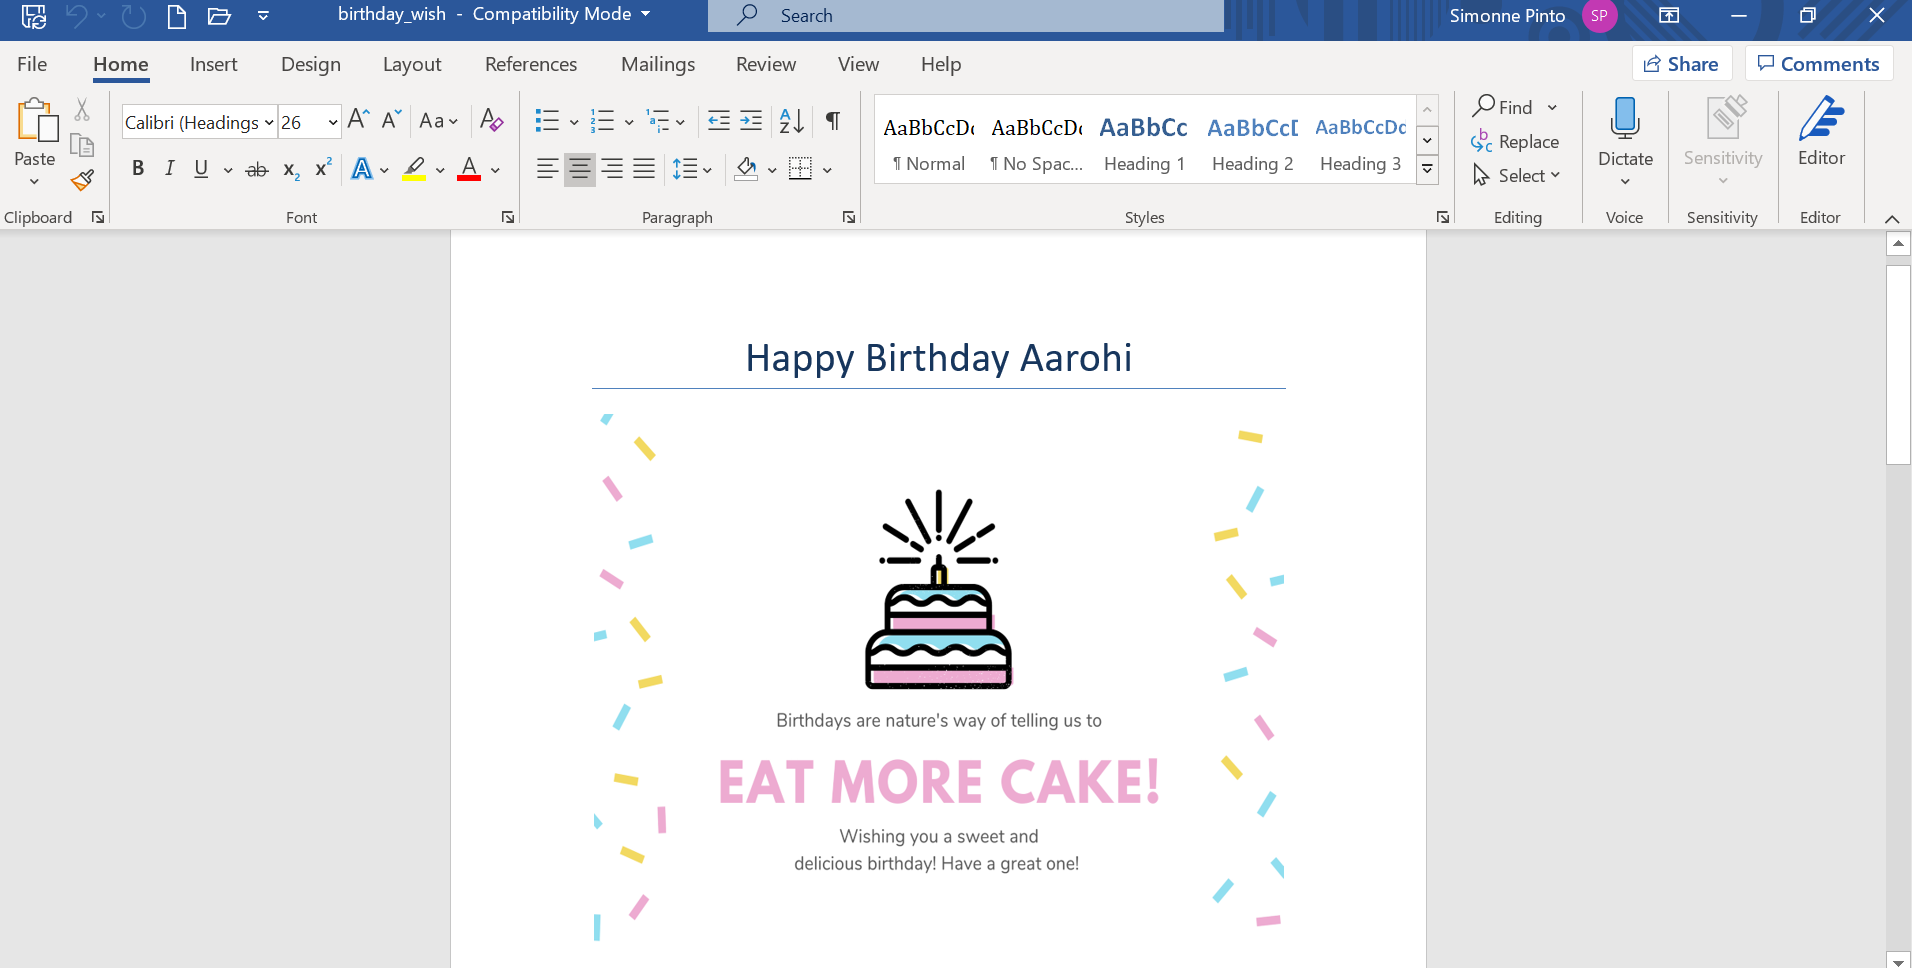 birthday_wish - Compatibility Mode
Search
Simonne Pinto
SP
File Home Insert Design Layout References Mailings Review View Help
Share
Comments
Paste
Clipboard
Calibri (Headings 26
Font
Paragraph
AaBbCcDc AaBbCcDc AaBbCc AaBbCcD AaBbCcDd
¶ Normal ¶ No Spac... Heading 1 Heading 2 Heading 3
Styles
Find
Replace
Select
Editing
Dictate
Voice
Sensitivity
Sensitivity
Editor
Editor
Happy Birthday Aarohi
Birthdays are nature's way of telling us to
EAT MORE CAKE!
Wishing you a sweet and
delicious birthday! Have a great one!